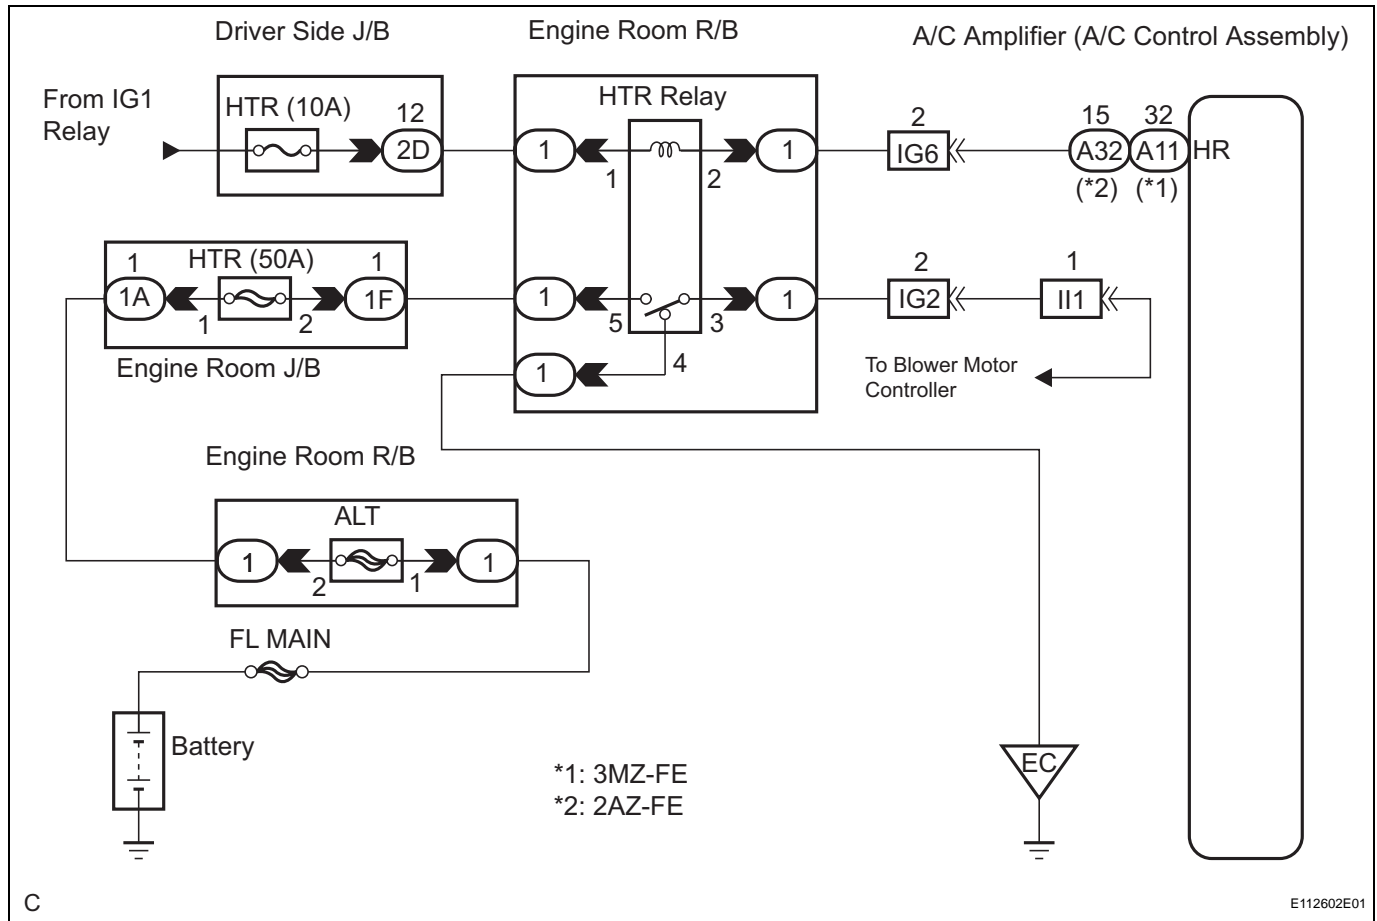 Driver Side J/B
Engine Room R/B
A/C Amplifier (A/C Control Assembly)
From IG1
Relay
HTR (10A)
12
2D
HTR Relay
1
1
2
1
2
IG6
15
32
A32
A11
HR
(*2)
(*1)
1
HTR (50A)
1
1A
1
2
1F
Engine Room J/B
1
5
3
1
2
IG2
1
II1
1
4
To Blower Motor
Controller
Engine Room R/B
ALT
1
2
1
1
FL MAIN
Battery
*1: 3MZ-FE
*2: 2AZ-FE
EC
C
E112602E01